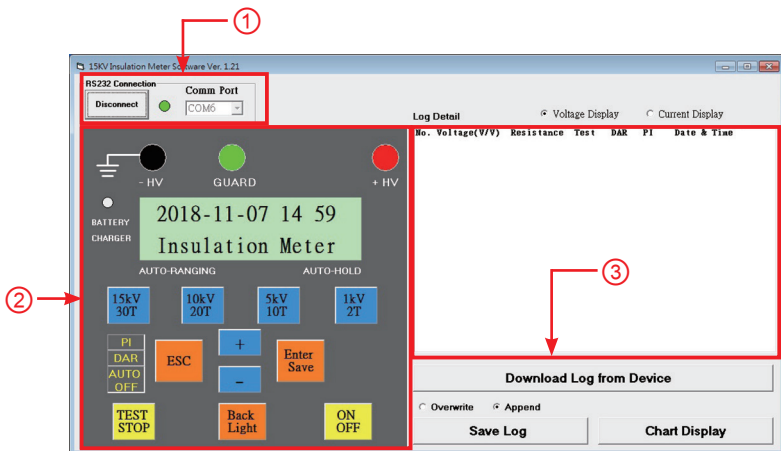 ①
15KV Insulation Meter Software Ver. 1.21
RS232 Connection
Comm Port
Disconnect
COM6
Log Detail
Voltage Display
Current Display
No. Voltage(V/V) Resistance Test DAR PI Date & Time
- HV
GUARD
+ HV
BATTERY
CHARGER
2018-11-07 14 59
Insulation Meter
AUTO-RANGING
AUTO-HOLD
②
③
15kV
30T
10kV
20T
5kV
10T
1kV
2T
PI
DAR
AUTO
OFF
ESC
+
-
Enter
Save
TEST
STOP
Back
Light
ON
OFF
Download Log from Device
Overwrite
Append
Save Log
Chart Display